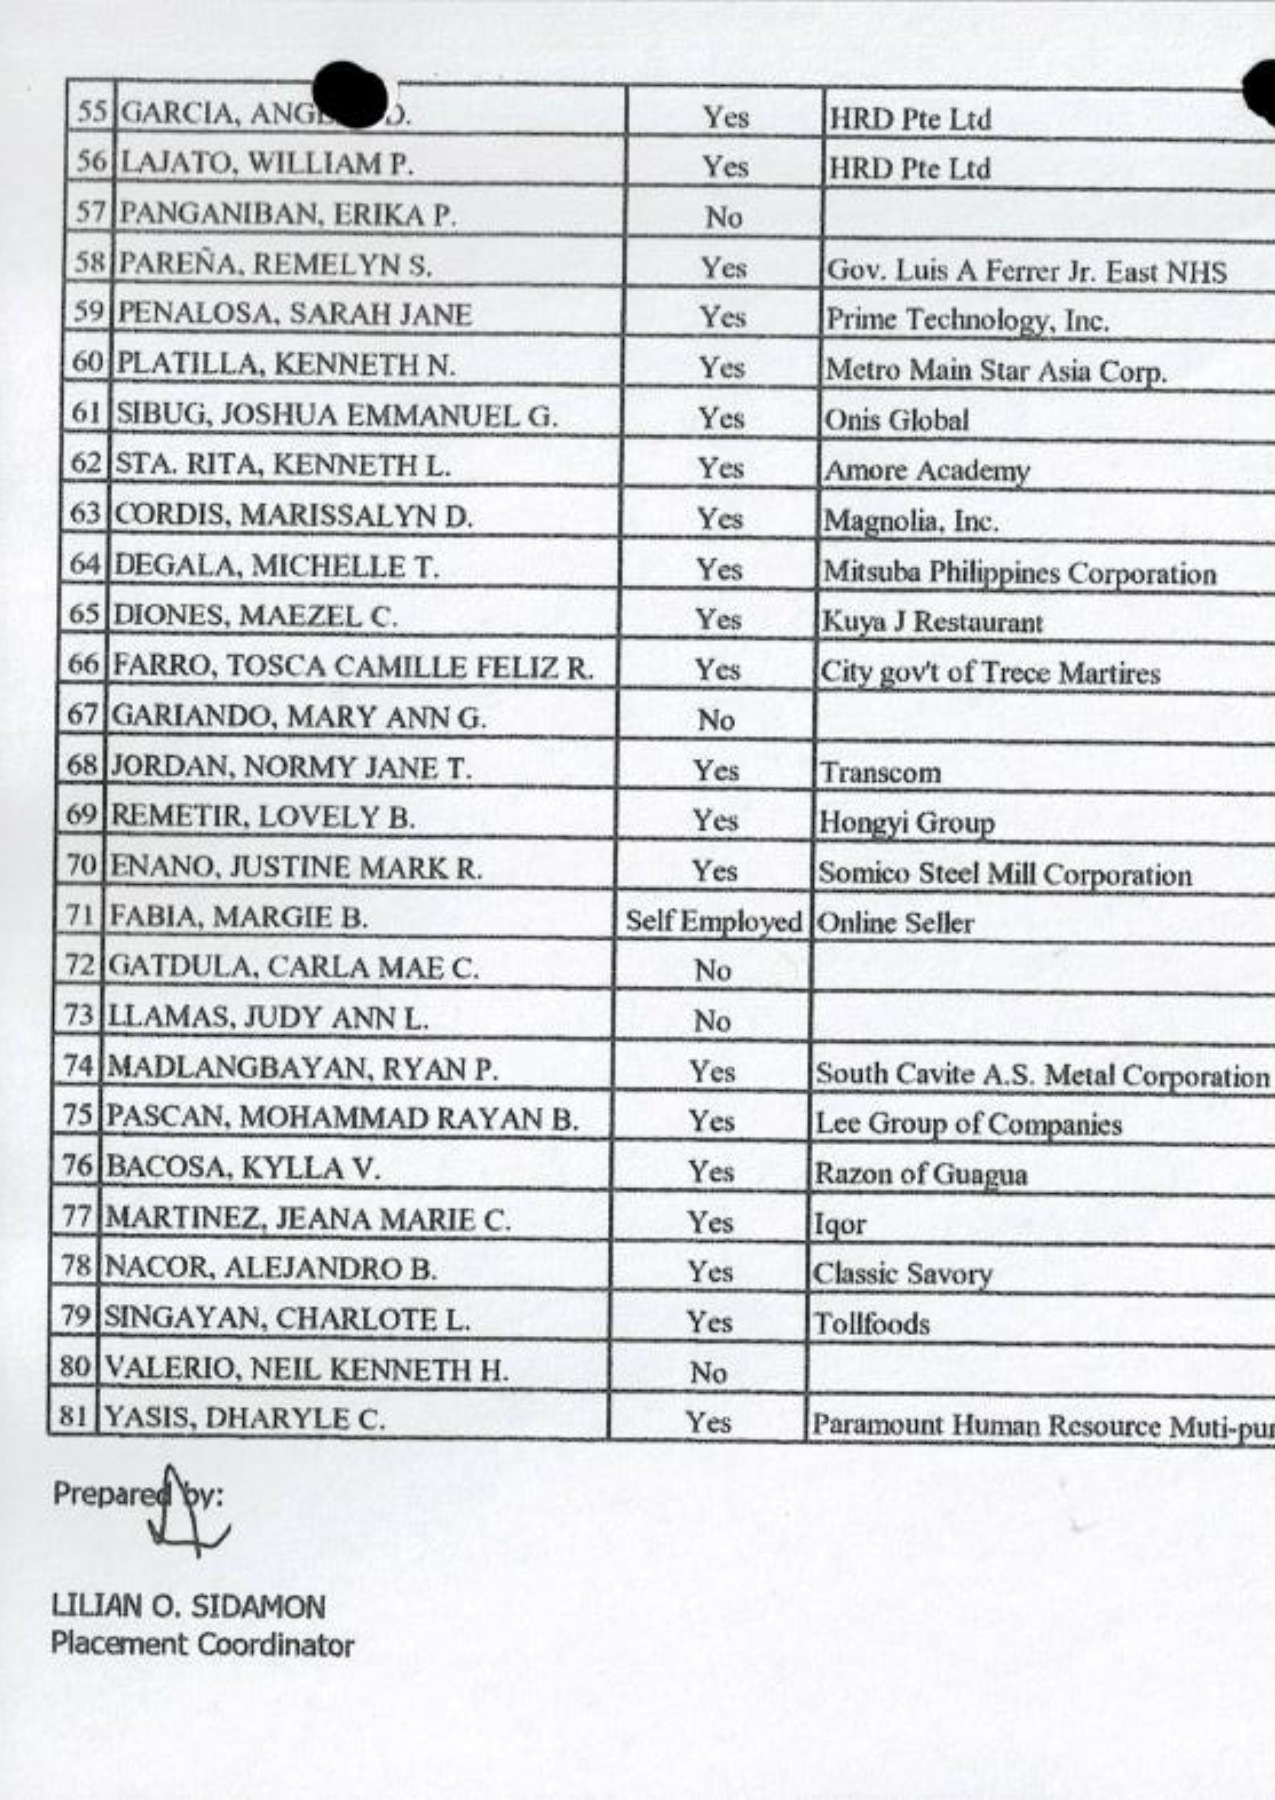 55 GARCIA, D. Yes HRD Pte Ltd
56 LAJATO, WILLIAM P. Yes HRD Pte Ltd
57 PANGANIBAN, ERIKA P. No
58 PAREÑA, REMELYN S. Yes Gov. Luis A Ferrer Jr. East NHS
59 PENALOSA, SARAH JANE Yes Prime Technology, Inc.
60 PLATILLA, KENNETH N. Yes Metro Main Star Asia Corp.
61 SIBUG, JOSHUA EMMANUEL G. Yes Onis Global
62 STA. RITA, KENNETH L. Yes Amore Academy
63 CORDIS, MARISSALYN D. Yes Magnolia, Inc.
64 DEGALA, MICHELLE T. Yes Mitsuba Philippines Corporation
65 DIONES, MAEZEL C. Yes Kuya J Restaurant
66 FARRO, TOSCA CAMILLE FELIZ R. Yes City gov't of Trece Martires
67 GARIANDO, MARY ANN G. No
68 JORDAN, NORMY JANE T. Yes Transcom
69 REMETIR, LOVELY B. Yes Hongyi Group
70 ENANO, JUSTINE MARK R. Yes Somico Steel Mill Corporation
71 FABIA, MARGIE B. Self Employed Online Seller
72 GATDULA, CARLA MAE C. No
73 LLAMAS, JUDY ANN L. No
74 MADLANGBAYAN, RYAN P. Yes South Cavite A.S. Metal Corporation
75 PASCAN, MOHAMMAD RAYAN B. Yes Lee Group of Companies
76 BACOSA, KYLLA V. Yes Razon of Guagua
77 MARTINEZ, JEANA MARIE C. Yes Iqor
78 NACOR, ALEJANDRO B. Yes Classic Savory
79 SINGAYAN, CHARLOTE L. Yes Tollfoods
80 VALERIO, NEIL KENNETH H. No
81 YASIS, DHARYLE C. Yes Paramount Human Resource Muti-pur
Prepared by:
LILIAN O. SIDAMON
Placement Coordinator